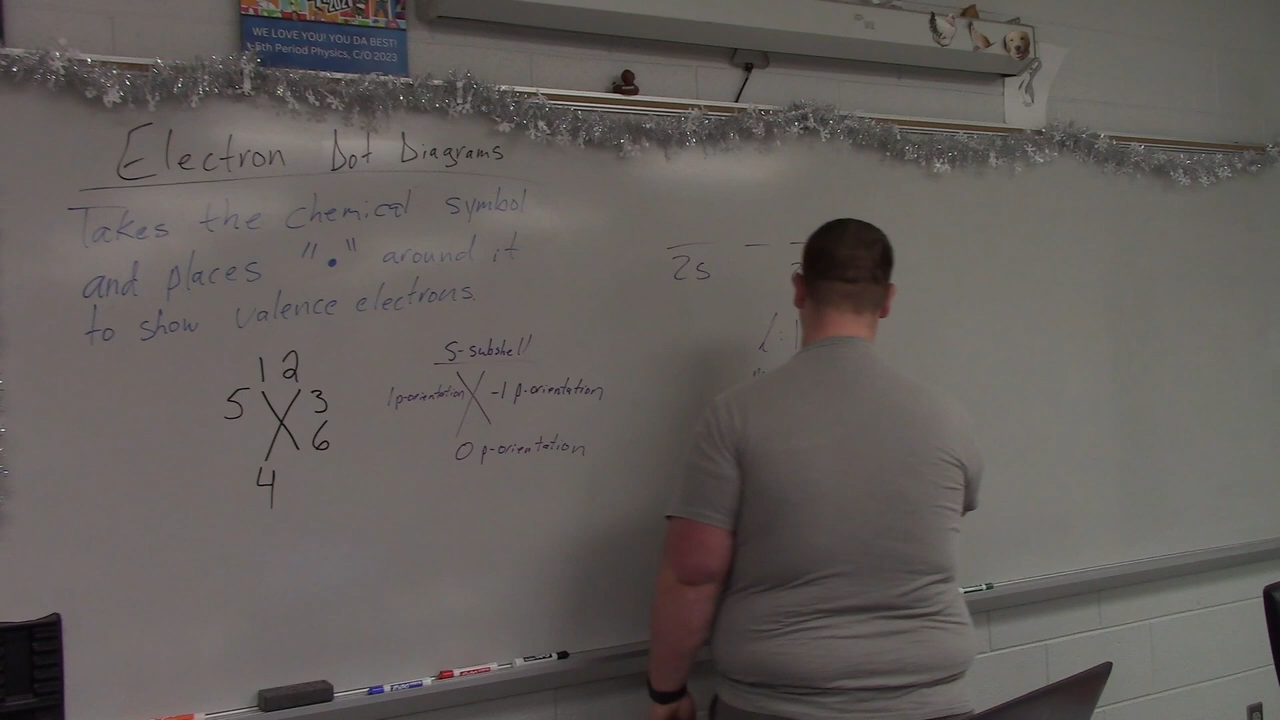 WE LOVE YOU! YOU DA BEST!
5th Period Physics, C/O 2023
Electron Dot Diagrams
Takes the chemical symbol
and places "•" around it
to show valence electrons.
1 2
5 X 3
6
4
S-subshell
1 p-orientation X -1 p-orientation
0 p-orientation
2s
l: